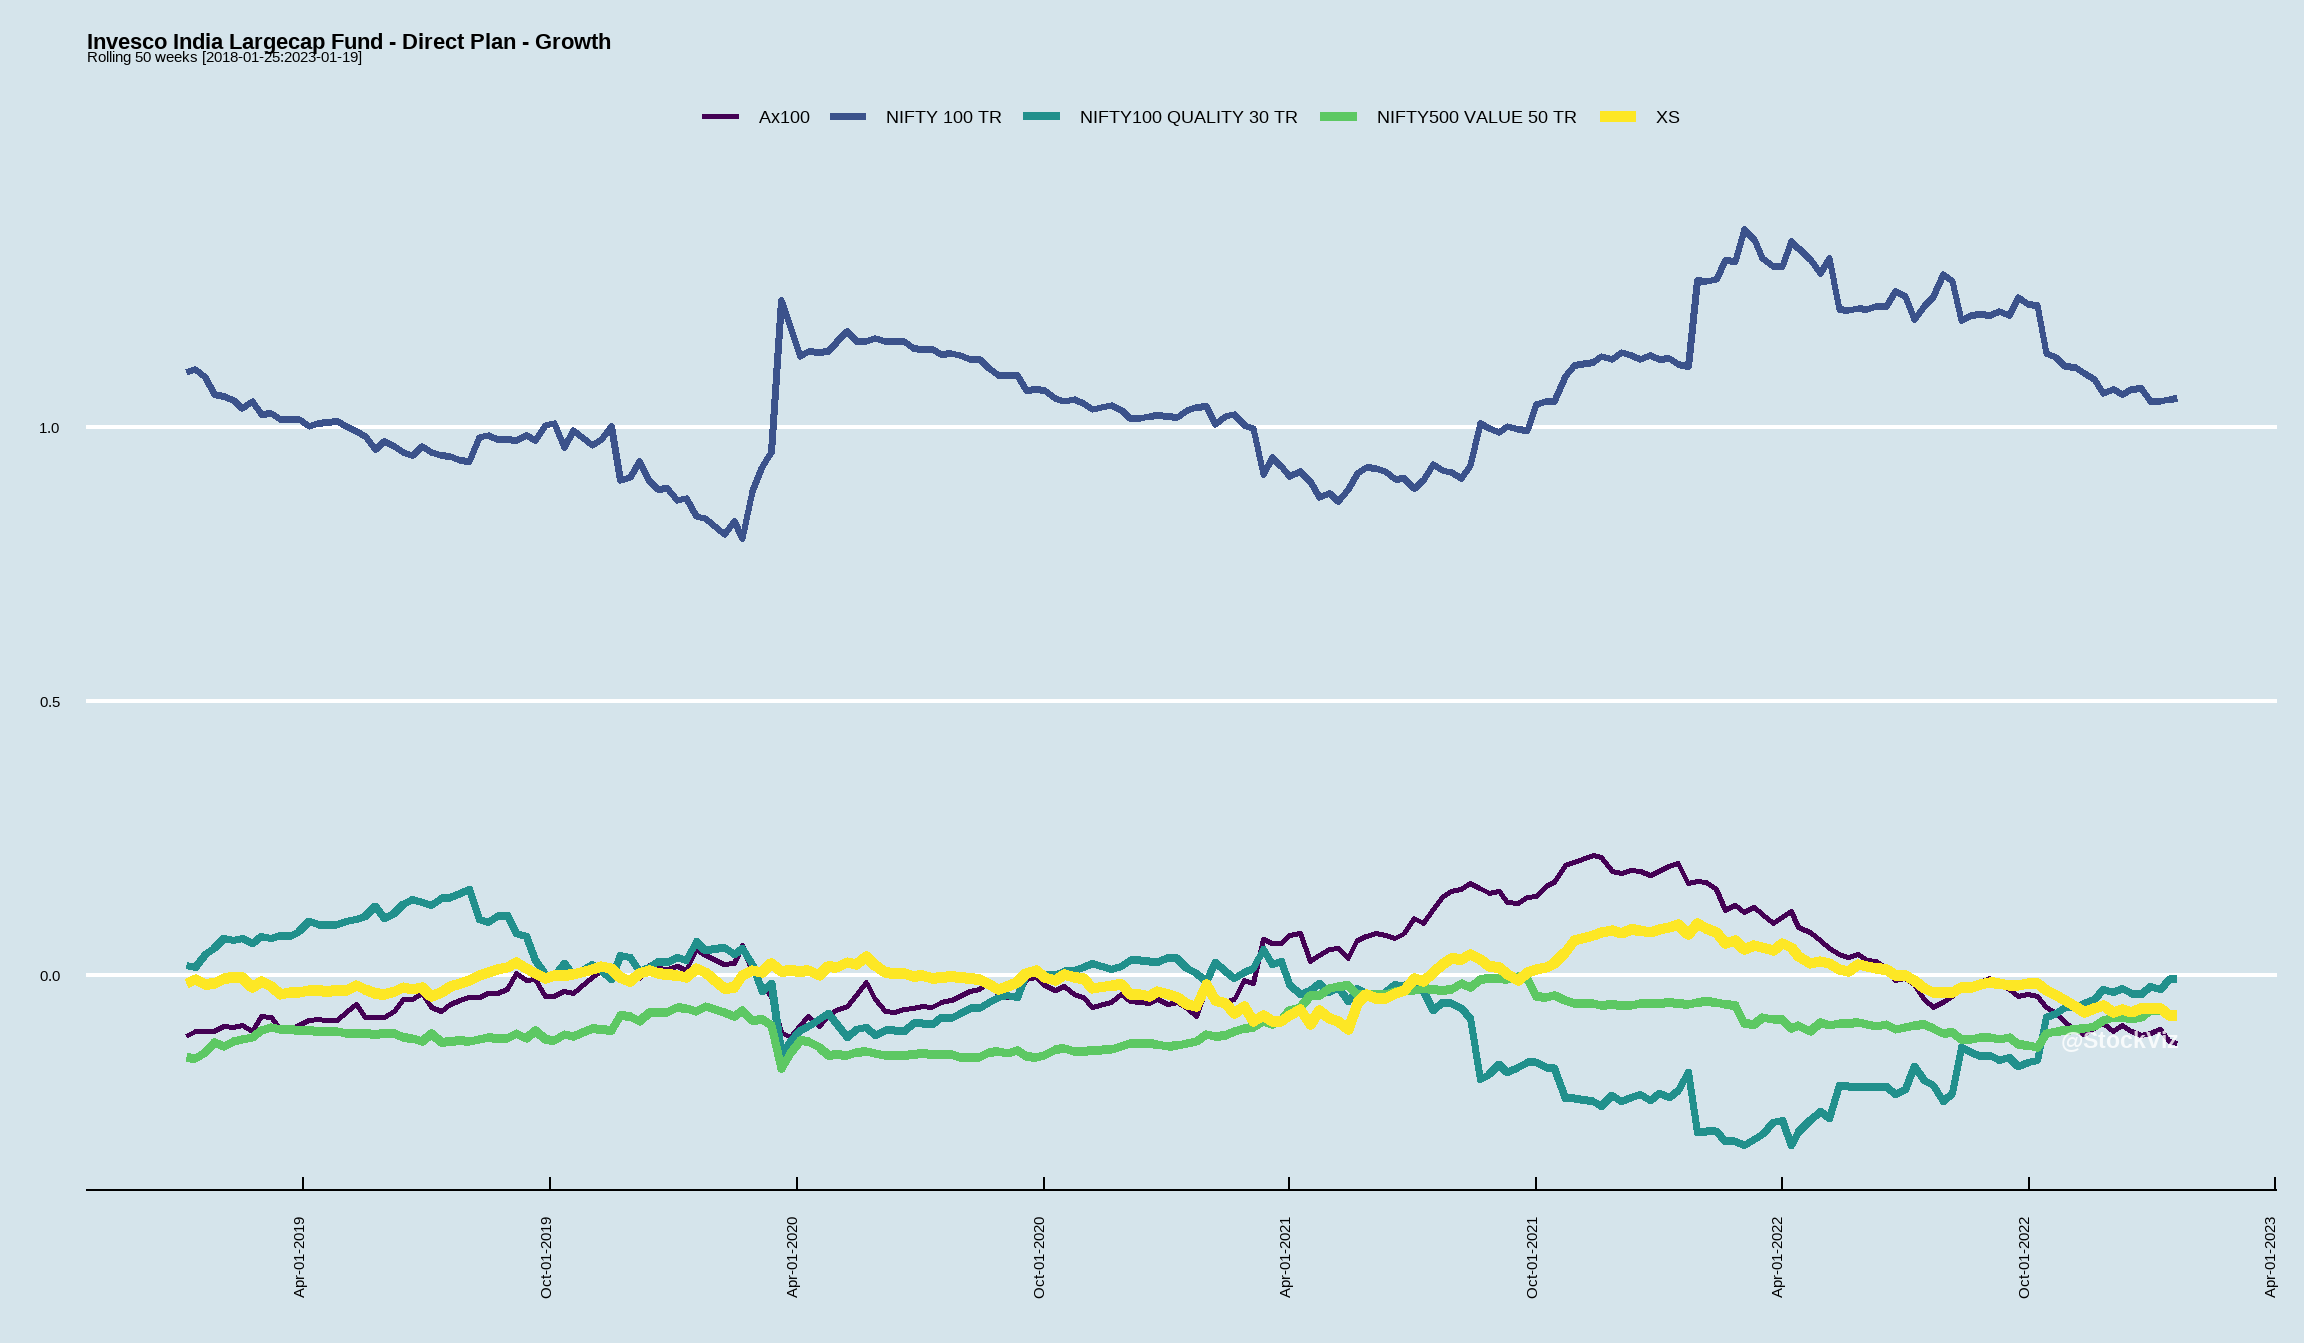 Invesco India Largecap Fund - Direct Plan - Growth
Rolling 50 weeks [2018-01-25:2023-01-19]
Ax100 NIFTY 100 TR NIFTY100 QUALITY 30 TR NIFTY500 VALUE 50 TR XS
1.0
0.5
0.0
@StockViz
Apr-01-2019 Oct-01-2019 Apr-01-2020 Oct-01-2020 Apr-01-2021 Oct-01-2021 Apr-01-2022 Oct-01-2022 Apr-01-2023